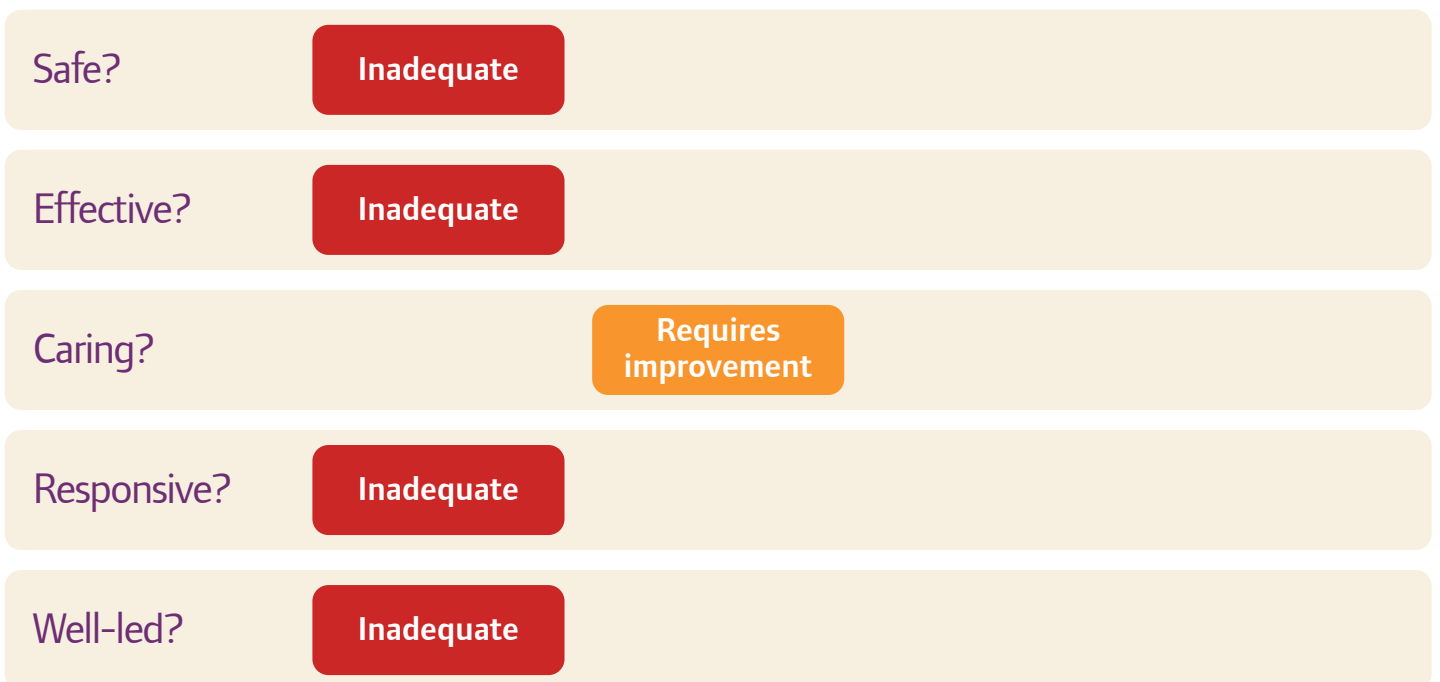 Safe?
Inadequate
Effective?
Inadequate
Caring?
Requires
improvement
Responsive?
Inadequate
Well-led?
Inadequate